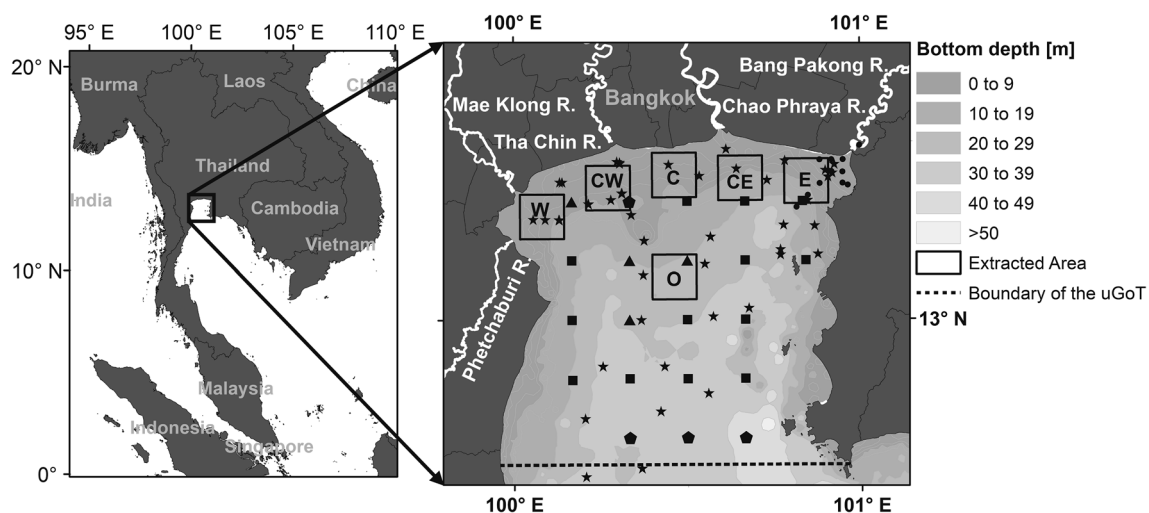 95° E 100° E 105° E 110° E
20° N
10° N
0°
Burma
Laos
China
Thailand
India
Cambodia
Vietnam
Malaysia
Indonesia
Singapore
100° E 101° E
Bang Pakong R.
Mae Klong R.
Bangkok
Chao Phraya R.
Tha Chin R.
Phetchaburi R.
W
CW
C
CE
E
O
13° N
100° E 101° E
Bottom depth [m]
0 to 9
10 to 19
20 to 29
30 to 39
40 to 49
>50
Extracted Area
Boundary of the uGoT